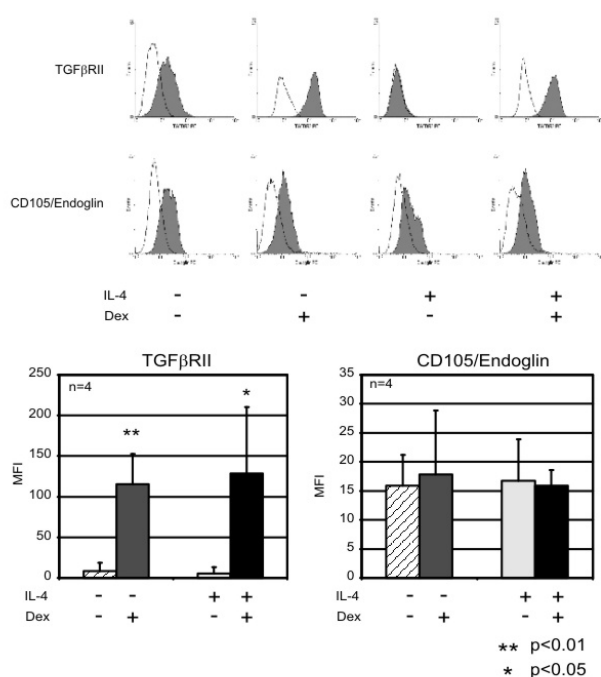 TGFβRII
CD105/Endoglin
IL-4 - - + +
Dex - + - +
TGFβRII
n=4
MFI
250
200
150
100
50
0
**
*
IL-4 - - + +
Dex - + - +
CD105/Endoglin
n=4
MFI
35
30
25
20
15
10
5
0
IL-4 - - + +
Dex - + - +
** p<0.01
* p<0.05